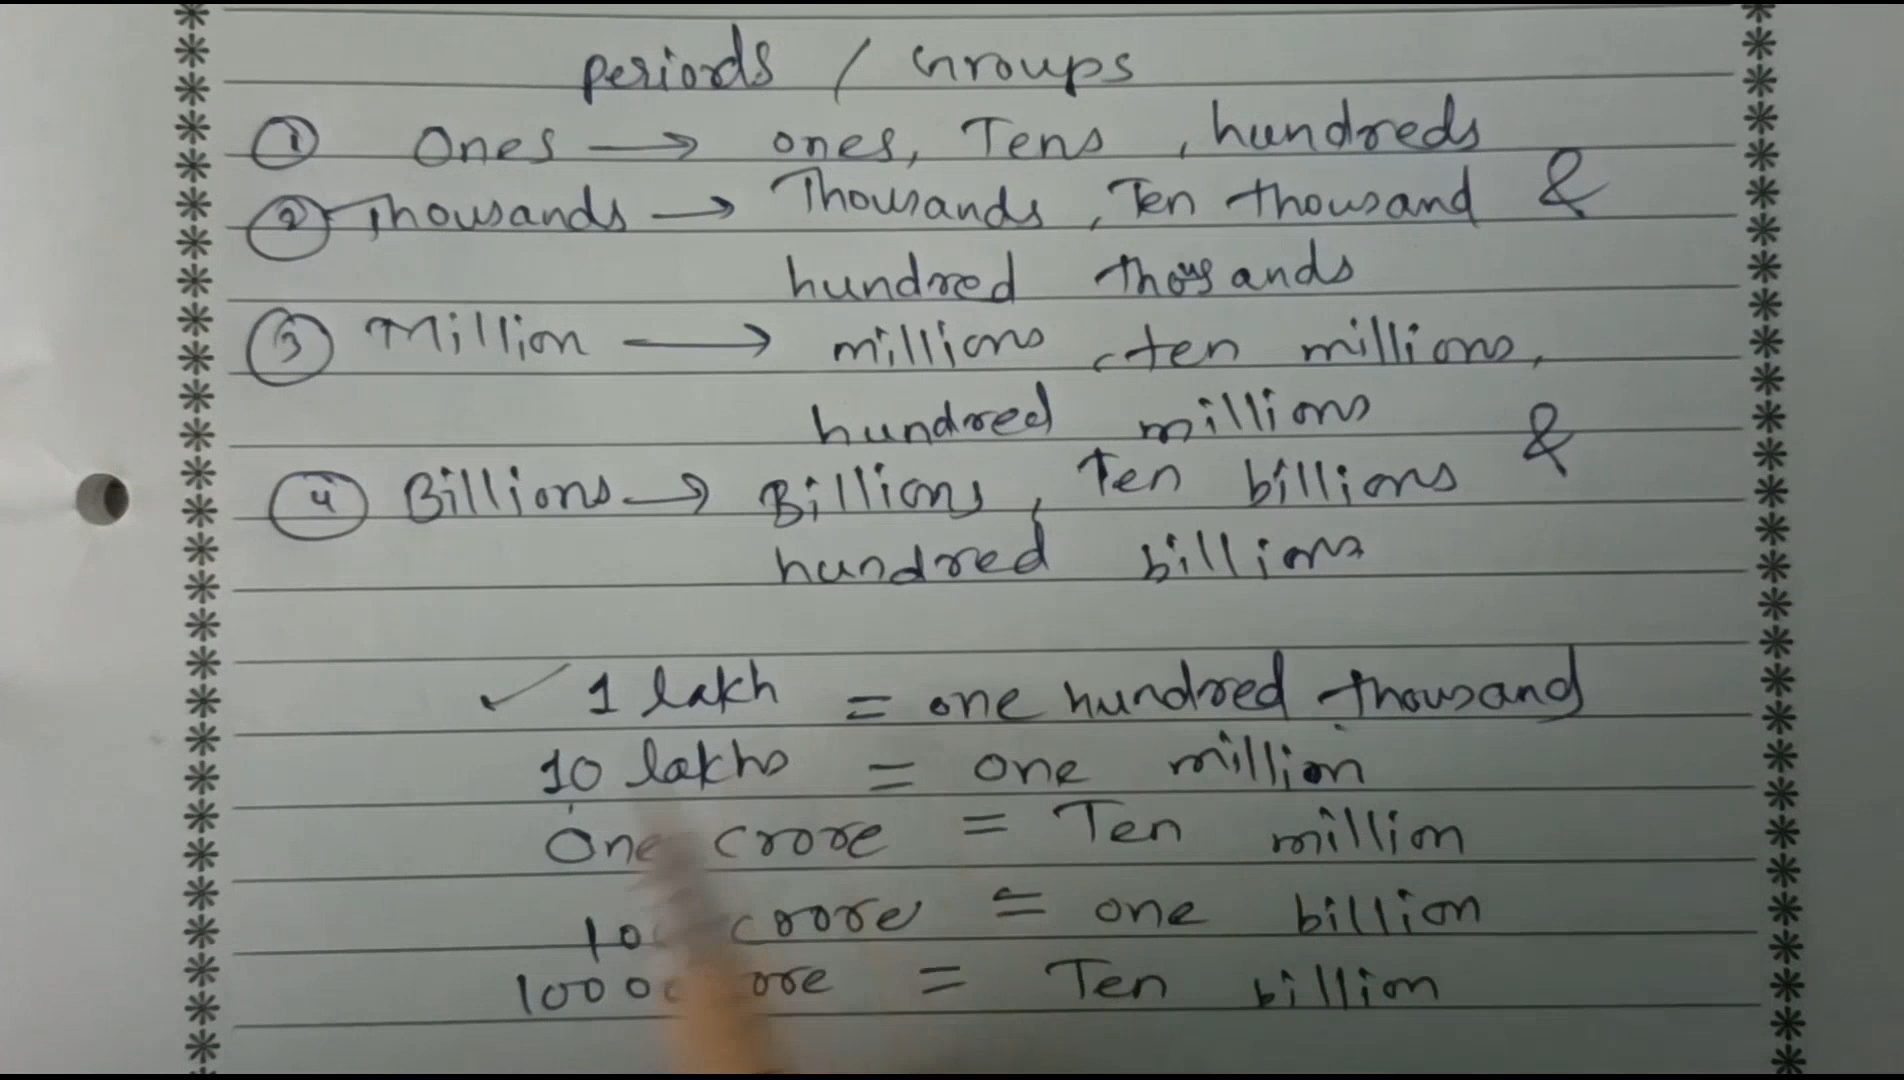 periods / Groups
① Ones → ones, Tens, hundreds
② Thousands → Thousands, Ten thousand &
hundred thousands
③ Million → millions, ten millions,
hundred millions &
④ Billions → Billions, Ten billions
hundred billions
✓ 1 lakh = one hundred thousand
10 lakhs = one million
One crore = Ten million
crore = one billion
= Ten billion